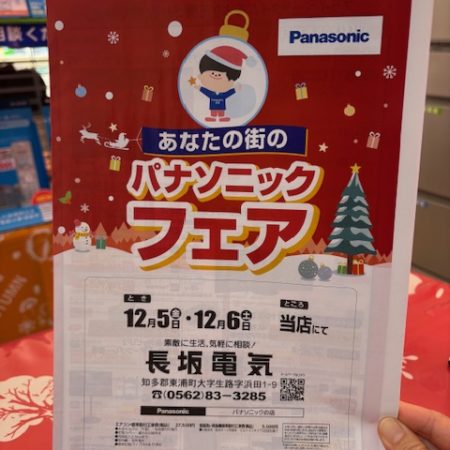 Panasonic
あなたの街の
パナソニック
フェア
とき
12月5日金・12月6日土
ところ
当店にて
素敵に生活、気軽に相談!
長坂電気
知多郡東浦町大字生路字浜田1-9
☎(0562)83-3285
Panasonic パナソニックの店